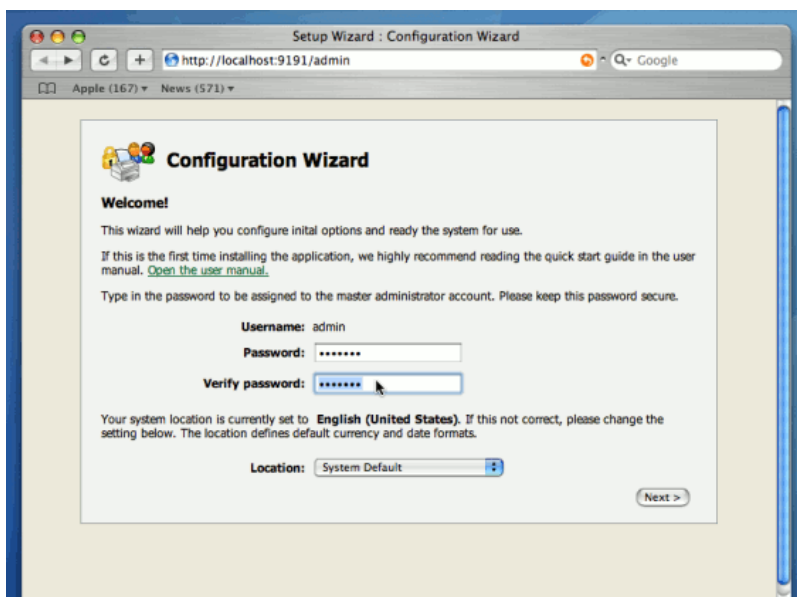 Setup Wizard : Configuration Wizard
http://localhost:9191/admin
Google
Apple (167) News (571)
Configuration Wizard
Welcome!
This wizard will help you configure inital options and ready the system for use.
If this is the first time installing the application, we highly recommend reading the quick start guide in the user
manual. Open the user manual.
Type in the password to be assigned to the master administrator account. Please keep this password secure.
Username: admin
Password: •••••••
Verify password: •••••••
Your system location is currently set to English (United States). If this not correct, please change the
setting below. The location defines default currency and date formats.
Location: System Default
Next >